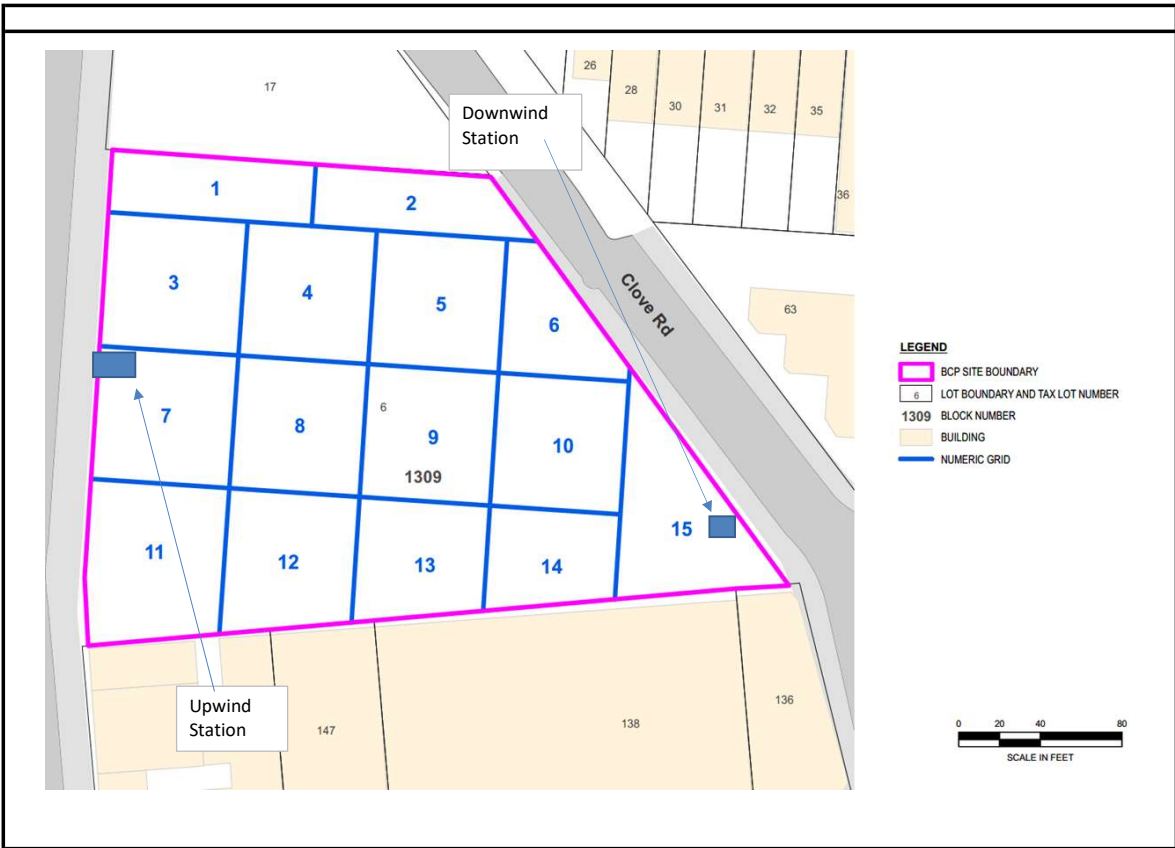 17
26
28
30
31
32
35
36
Downwind
Station
1
2
3
4
5
6
Clove Rd
63
7
8
6
9
10
1309
11
12
13
14
15
Upwind
Station
147
138
136
LEGEND
BCP SITE BOUNDARY
6 LOT BOUNDARY AND TAX LOT NUMBER
1309 BLOCK NUMBER
BUILDING
NUMERIC GRID
0 20 40 80
SCALE IN FEET